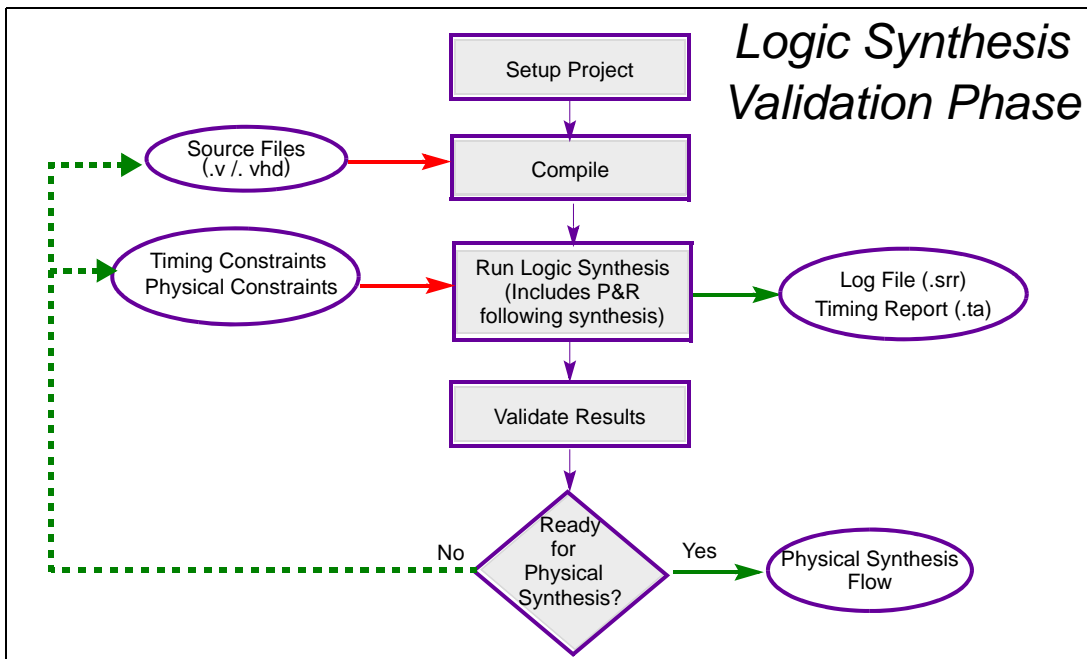 Logic Synthesis
Validation Phase
Setup Project
Source Files
(.v /. vhd)
Compile
Timing Constraints
Physical Constraints
Run Logic Synthesis
(Includes P&R
following synthesis)
Log File (.srr)
Timing Report (.ta)
Validate Results
Ready
for
Physical
Synthesis?
No
Yes
Physical Synthesis
Flow